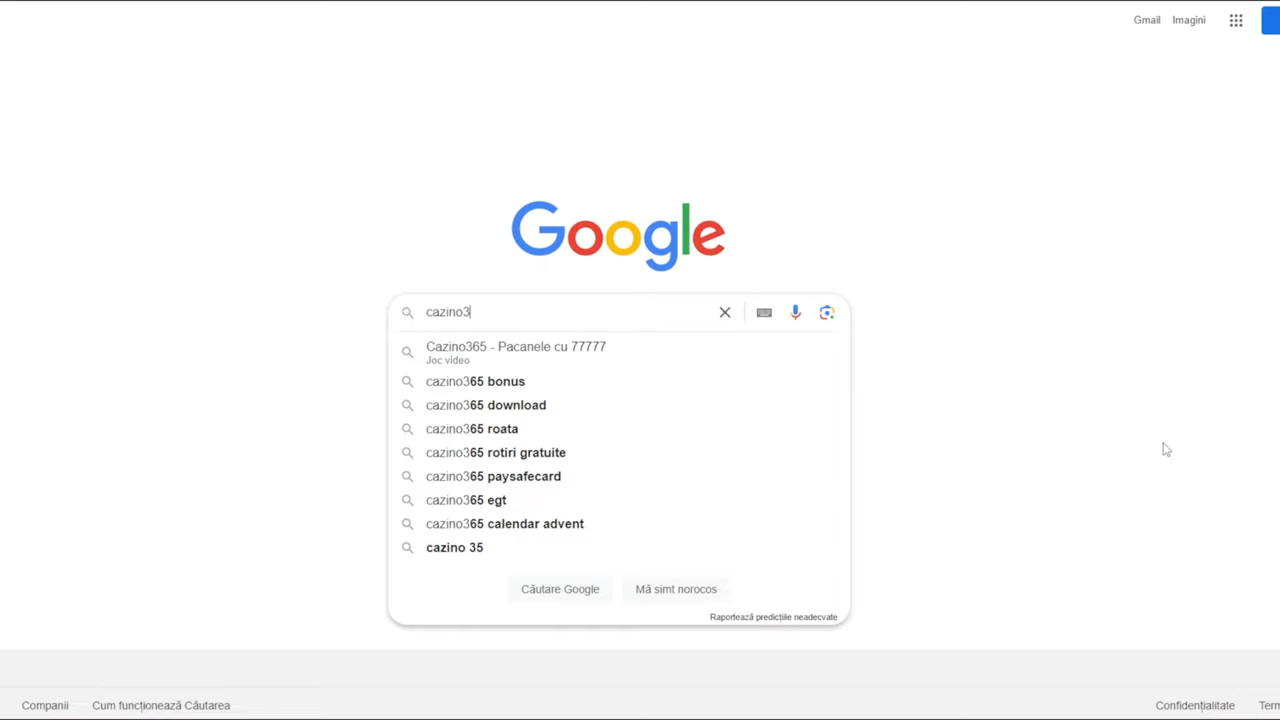 Gmail Imagini
Google
cazino3
Cazino365 - Pacanele cu 77777
Joc video
cazino365 bonus
cazino365 download
cazino365 roata
cazino365 rotiri gratuite
cazino365 paysafecard
cazino365 egt
cazino365 calendar advent
cazino 35
Căutare Google Mă simt norocos
Raportează predicțiile neadecvate
Companii Cum funcționează Căutarea Confidențialitate